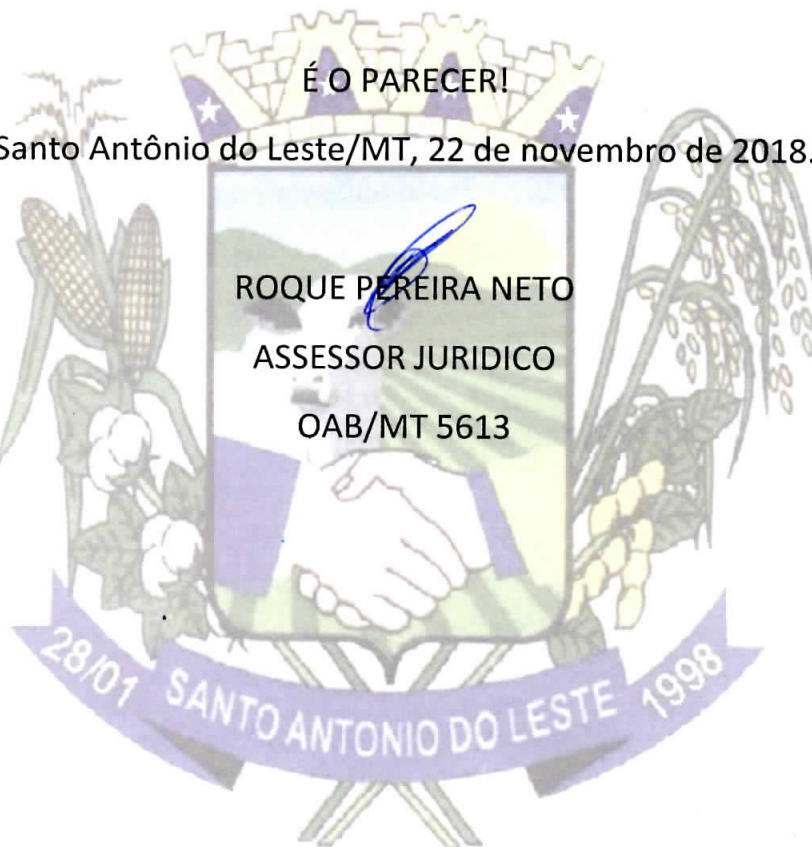 É O PARECER!
Santo Antônio do Leste/MT, 22 de novembro de 2018.
ROQUE PEREIRA NETO
ASSESSOR JURIDICO
OAB/MT 5613
28/01 SANTO ANTONIO DO LESTE 1998